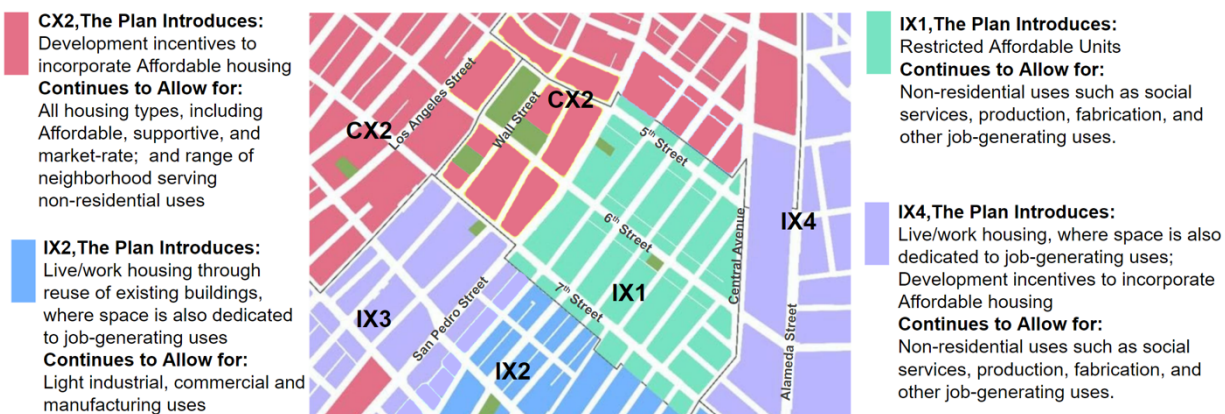 CX2,The Plan Introduces:
Development incentives to
incorporate Affordable housing
Continues to Allow for:
All housing types, including
Affordable, supportive, and
market-rate;  and range of
neighborhood serving
non-residential uses
IX2,The Plan Introduces:
Live/work housing through
reuse of existing buildings,
where space is also dedicated
to job-generating uses
Continues to Allow for:
Light industrial, commercial and
manufacturing uses
CX2
Los Angeles Street
Wall Street
CX2
5th Street
6th Street
7th Street
IX1
IX3
San Pedro Street
IX2
Central Avenue
IX4
Alameda Street
IX1,The Plan Introduces:
Restricted Affordable Units
Continues to Allow for:
Non-residential uses such as social
services, production, fabrication, and
other job-generating uses.
IX4,The Plan Introduces:
Live/work housing, where space is also
dedicated to job-generating uses;
Development incentives to incorporate
Affordable housing
Continues to Allow for:
Non-residential uses such as social
services, production, fabrication, and
other job-generating uses.